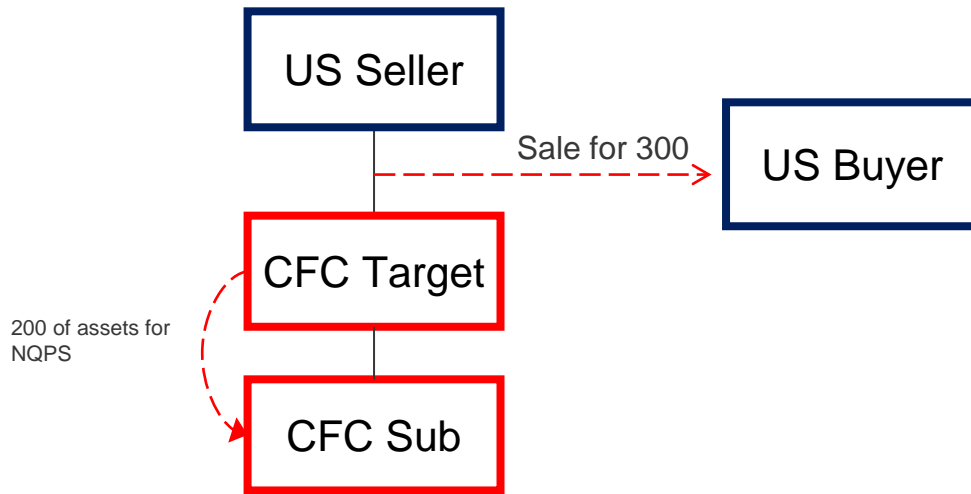 US Seller
Sale for 300
US Buyer
CFC Target
200 of assets for
NQPS
CFC Sub